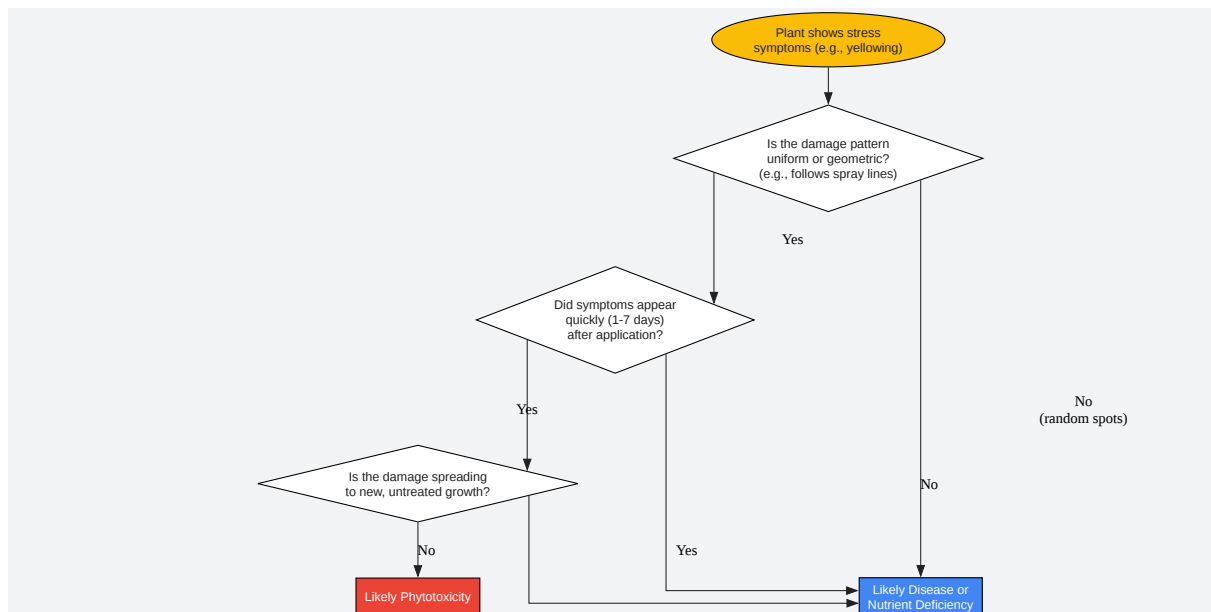 Plant shows stress
symptoms (e.g., yellowing)
Is the damage pattern
uniform or geometric?
(e.g., follows spray lines)
Yes
Did symptoms appear
quickly (1-7 days)
after application?
No
(random spots)
Yes
Is the damage spreading
to new, untreated growth?
No
No
Yes
Likely Phytotoxicity
Likely Disease or
Nutrient Deficiency